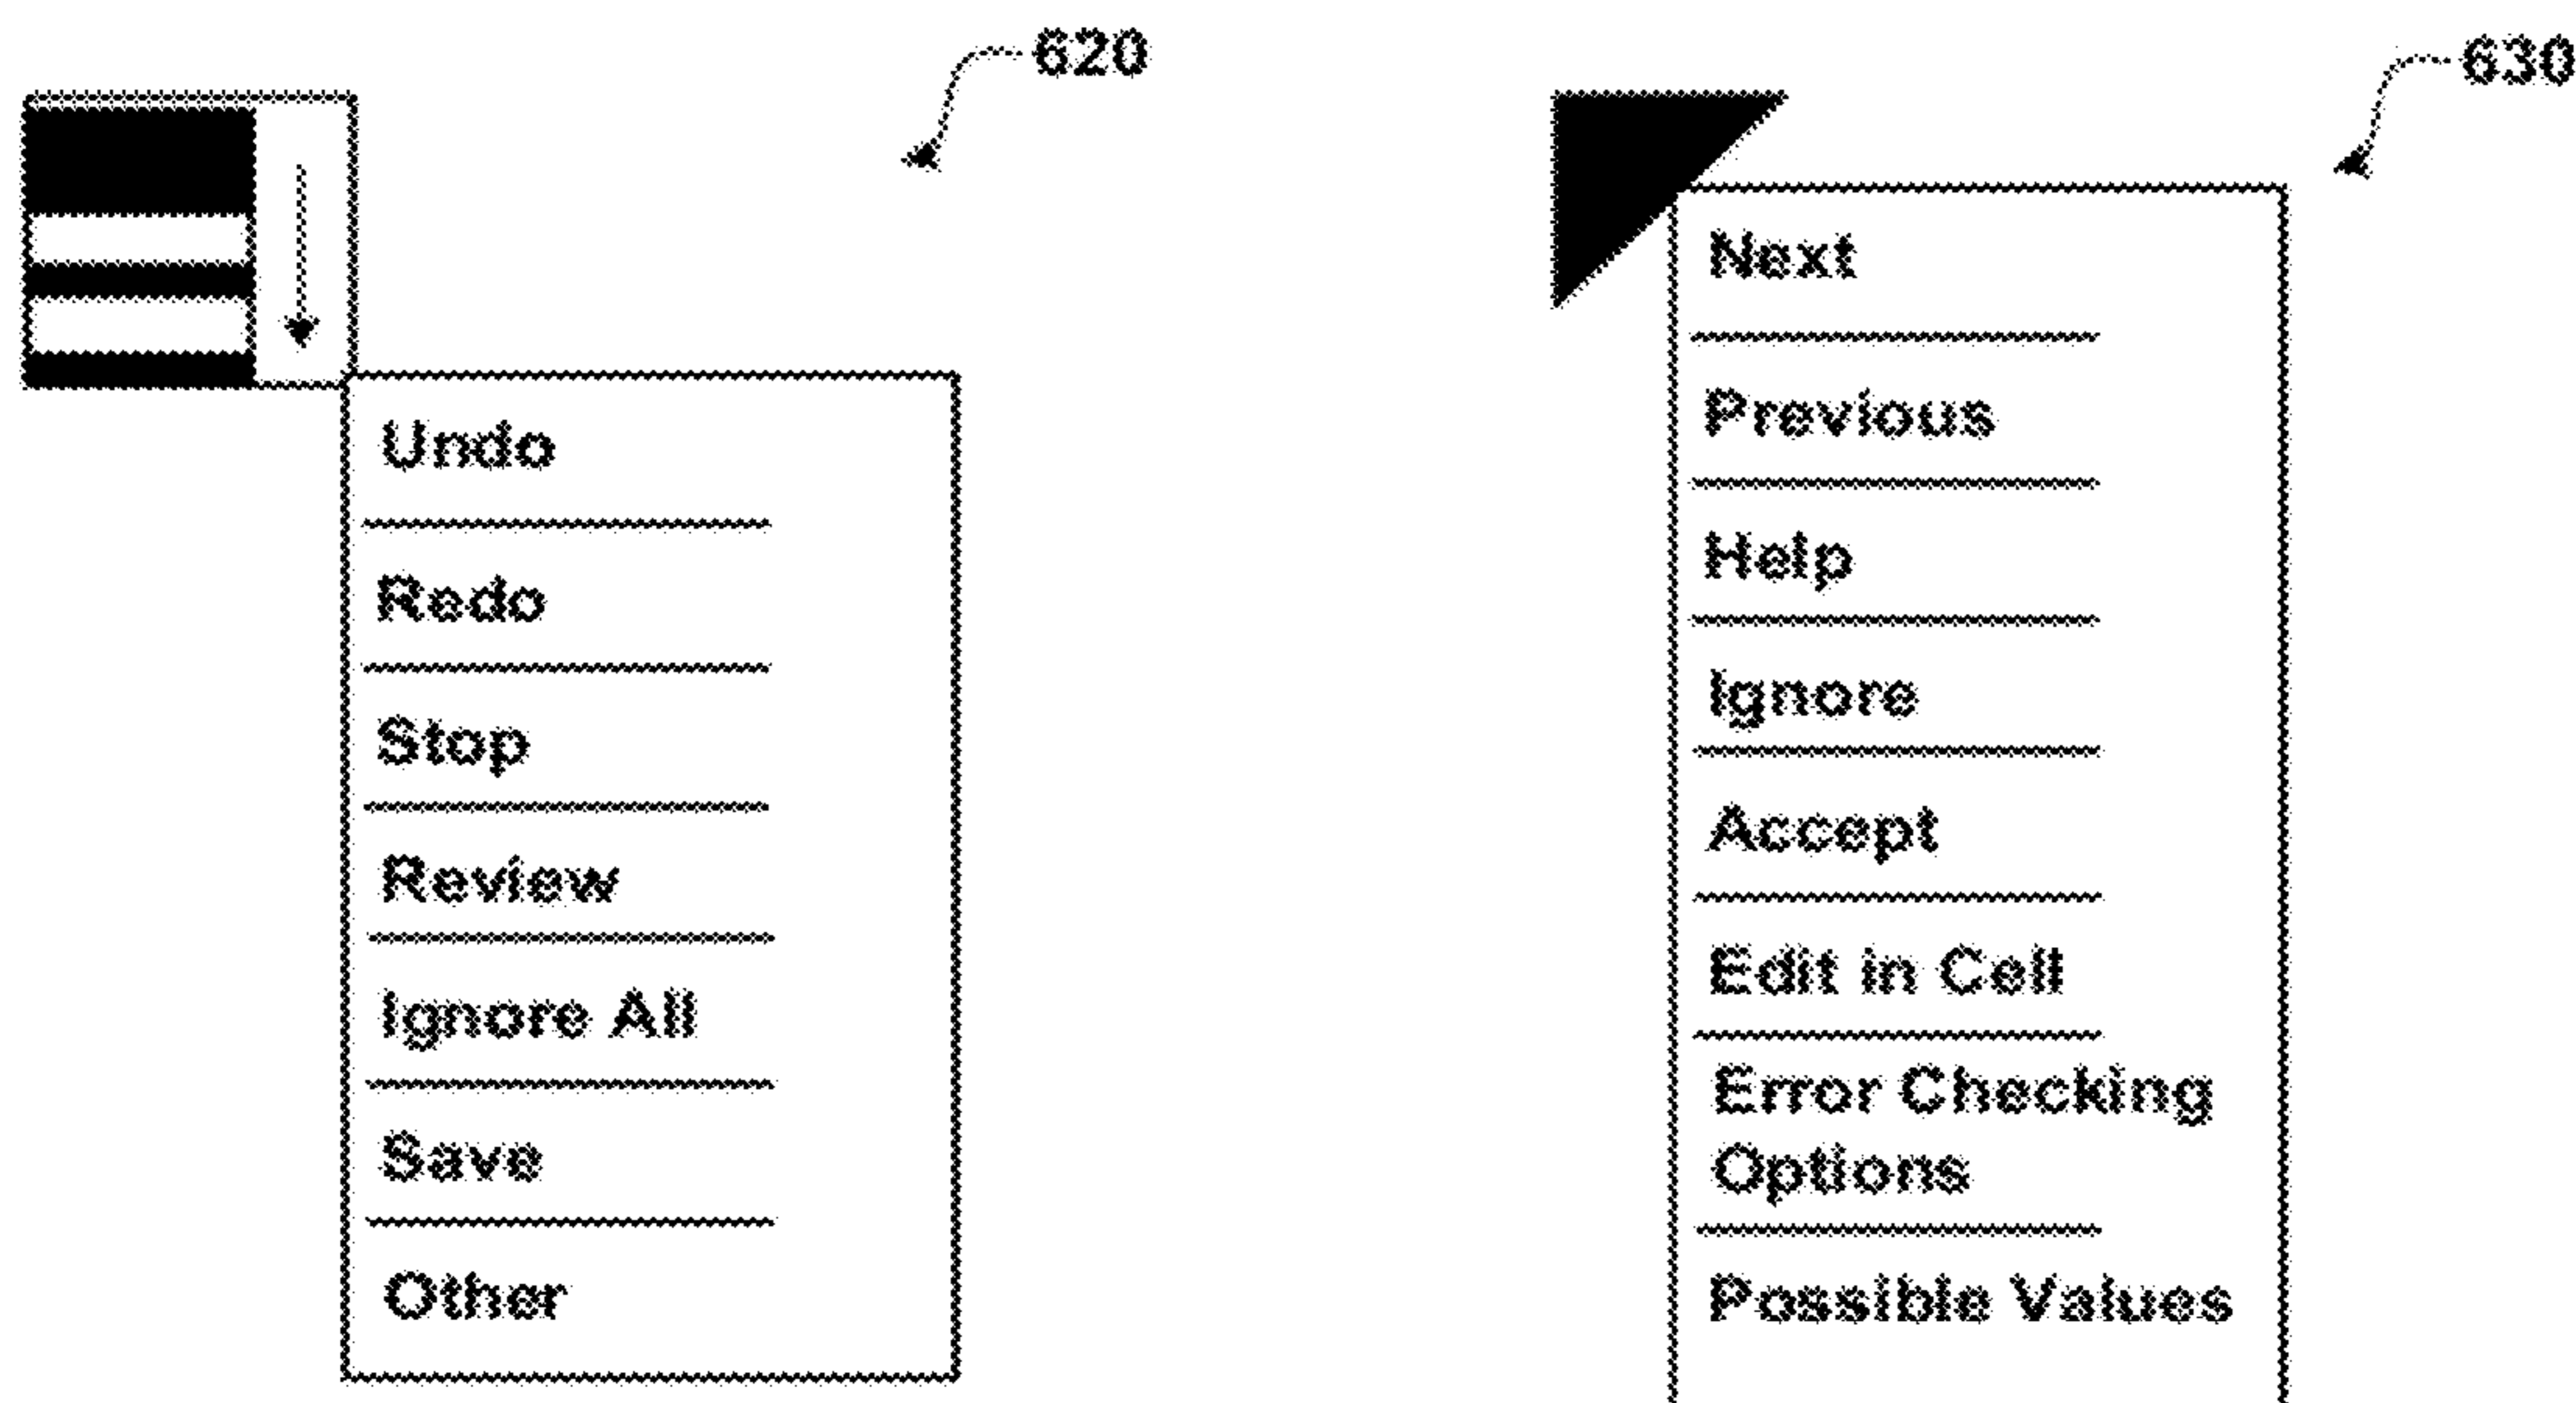 620
Undo
Redo
Stop
Review
Ignore All
Save
Other
630
Next
Previous
Help
Ignore
Accept
Edit in Cell
Error Checking
Options
Possible Values